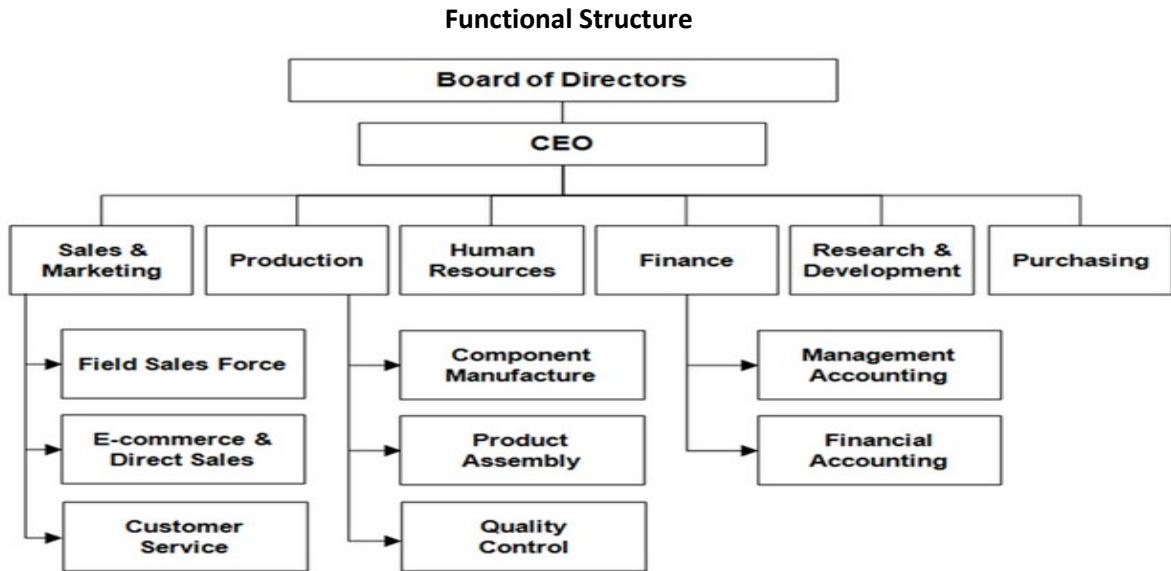 Functional Structure
Board of Directors
CEO
Sales &
Marketing
Production
Human
Resources
Finance
Research &
Development
Purchasing
Field Sales Force
E-commerce &
Direct Sales
Customer
Service
Component
Manufacture
Product
Assembly
Quality
Control
Management
Accounting
Financial
Accounting